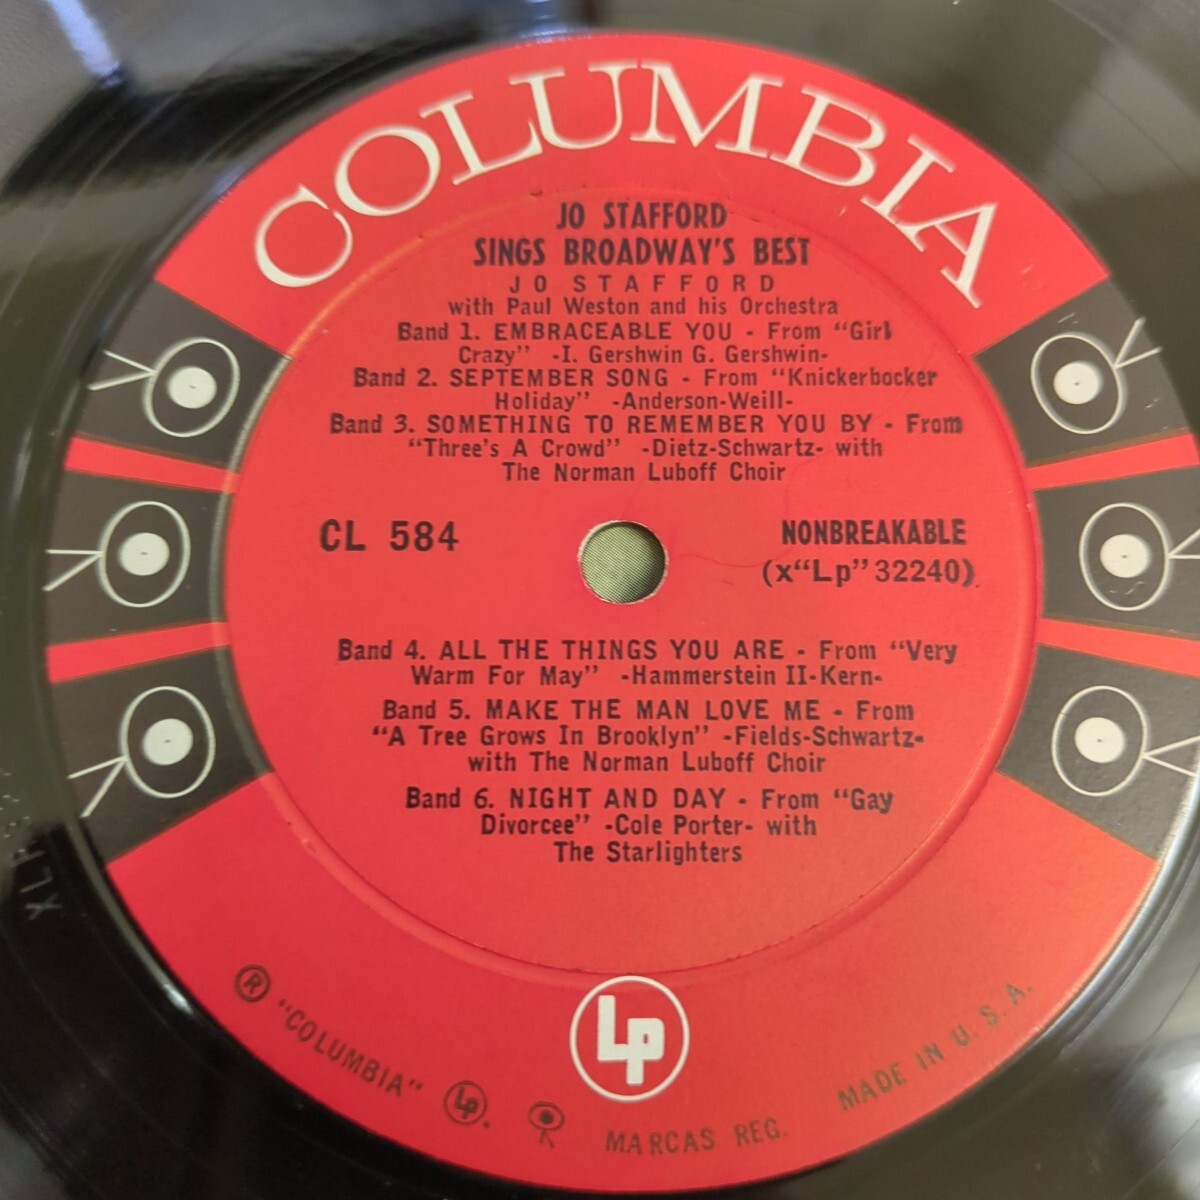 COLUMBIA
JO STAFFORD
SINGS BROADWAY'S BEST
JO STAFFORD
with Paul Weston and his Orchestra
Band 1. EMBRACEABLE YOU - From "Girl
Crazy" -I. Gershwin G. Gershwin-
Band 2. SEPTEMBER SONG - From "Knickerbocker
Holiday" -Anderson-Weill-
Band 3. SOMETHING TO REMEMBER YOU BY - From
"Three's A Crowd" -Dietz-Schwartz- with
The Norman Luboff Choir
CL 584
NONBREAKABLE
(x"Lp"32240)
Band 4. ALL THE THINGS YOU ARE - From "Very
Warm For May" -Hammerstein II-Kern-
Band 5. MAKE THE MAN LOVE ME - From
"A Tree Grows In Brooklyn" -Fields-Schwartz-
with The Norman Luboff Choir
Band 6. NIGHT AND DAY - From "Gay
Divorcee" -Cole Porter- with
The Starlighters
Lp
® "COLUMBIA" Lp. MARCAS REG. MADE IN U.S.A.